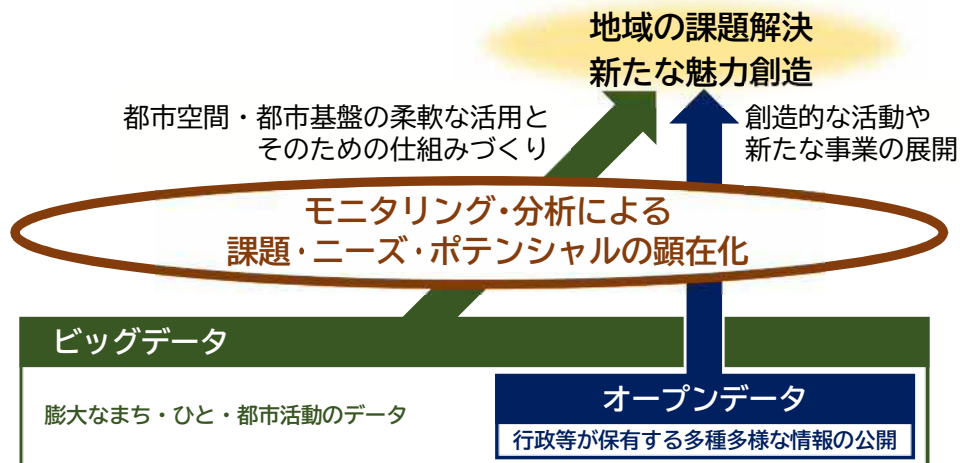 地域の課題解決
新たな魅力創造
都市空間・都市基盤の柔軟な活用と
そのための仕組みづくり
創造的な活動や
新たな事業の展開
モニタリング・分析による
課題・ニーズ・ポテンシャルの顕在化
ビッグデータ
膨大なまち・ひと・都市活動のデータ
オープンデータ
行政等が保有する多種多様な情報の公開